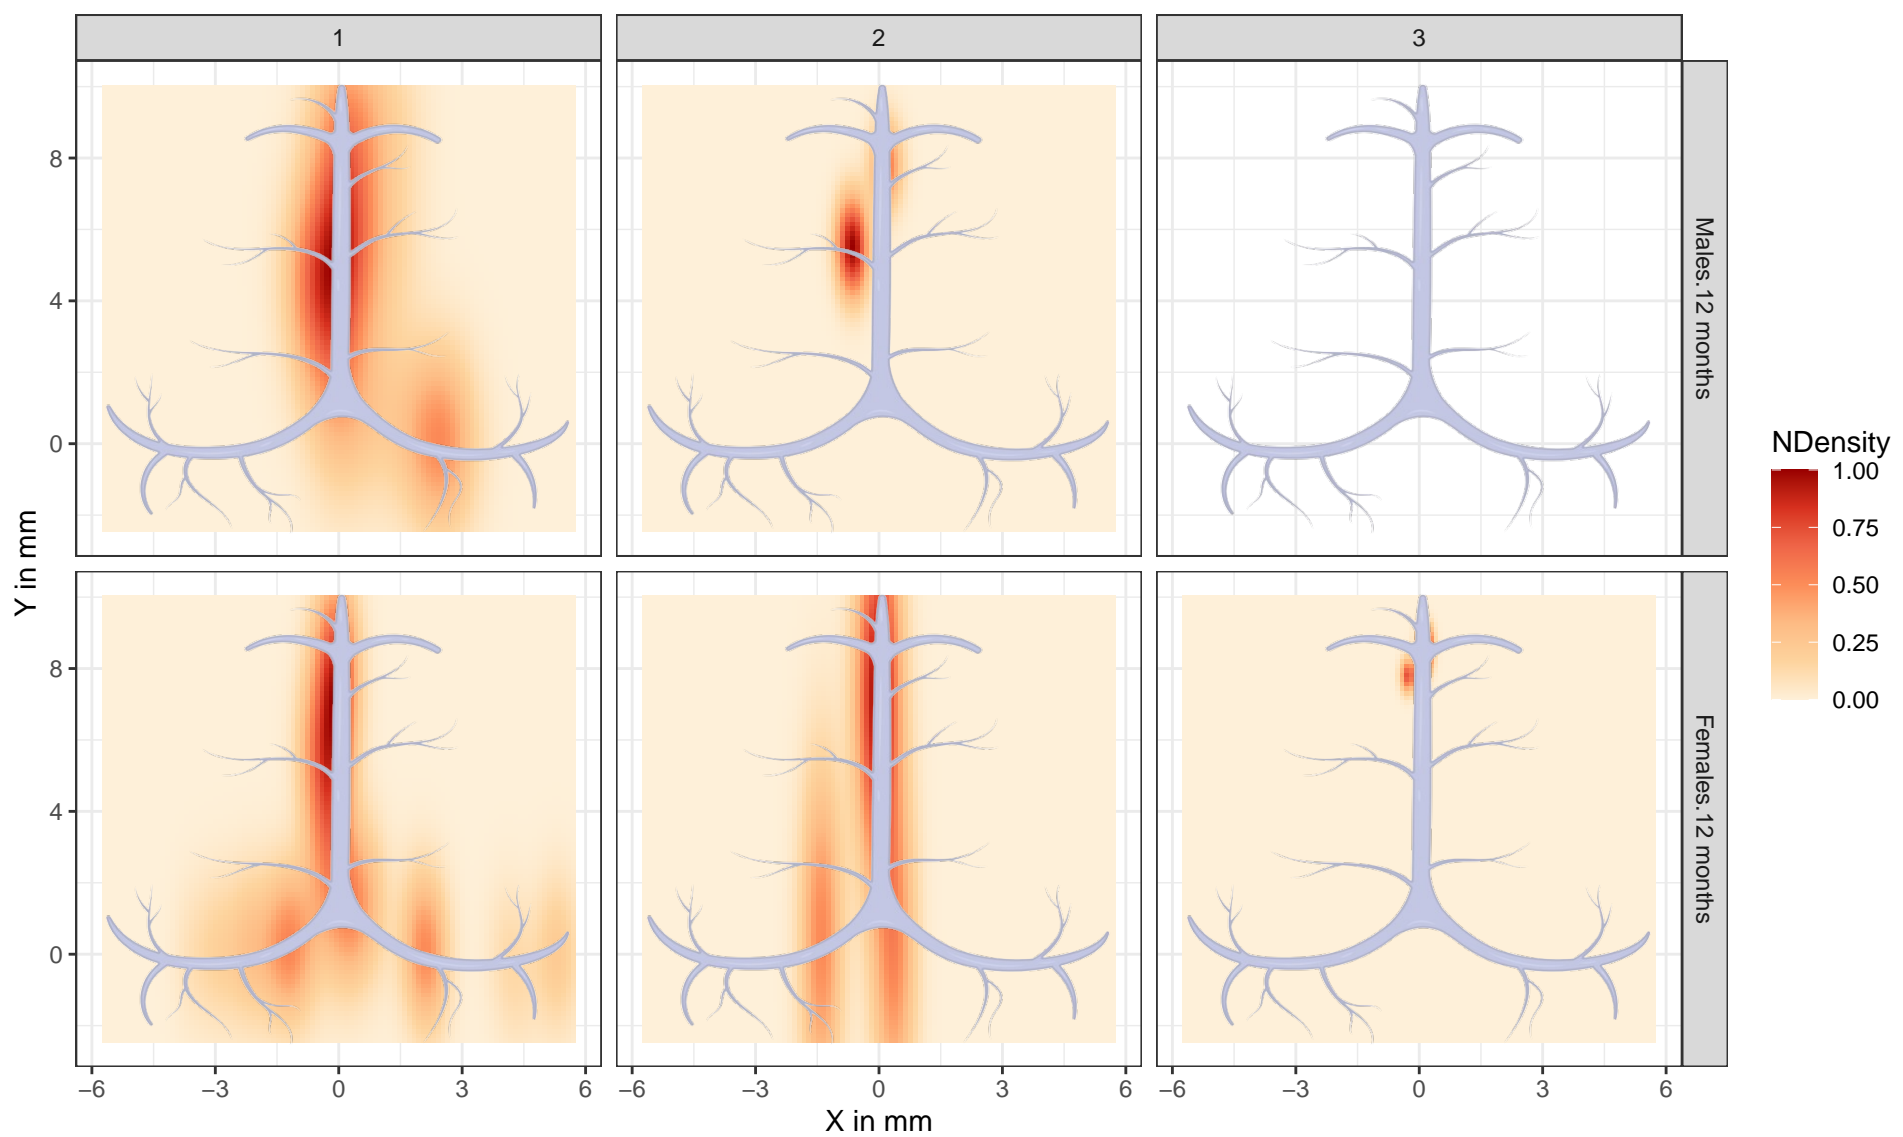 1 2 3
8
4
0
Males.12 months
8
4
0
Females.12 months
Y in mm
−6 −3 0 3 6 −6 −3 0 3 6 −6 −3 0 3 6
X in mm
NDensity
1.00
0.75
0.50
0.25
0.00